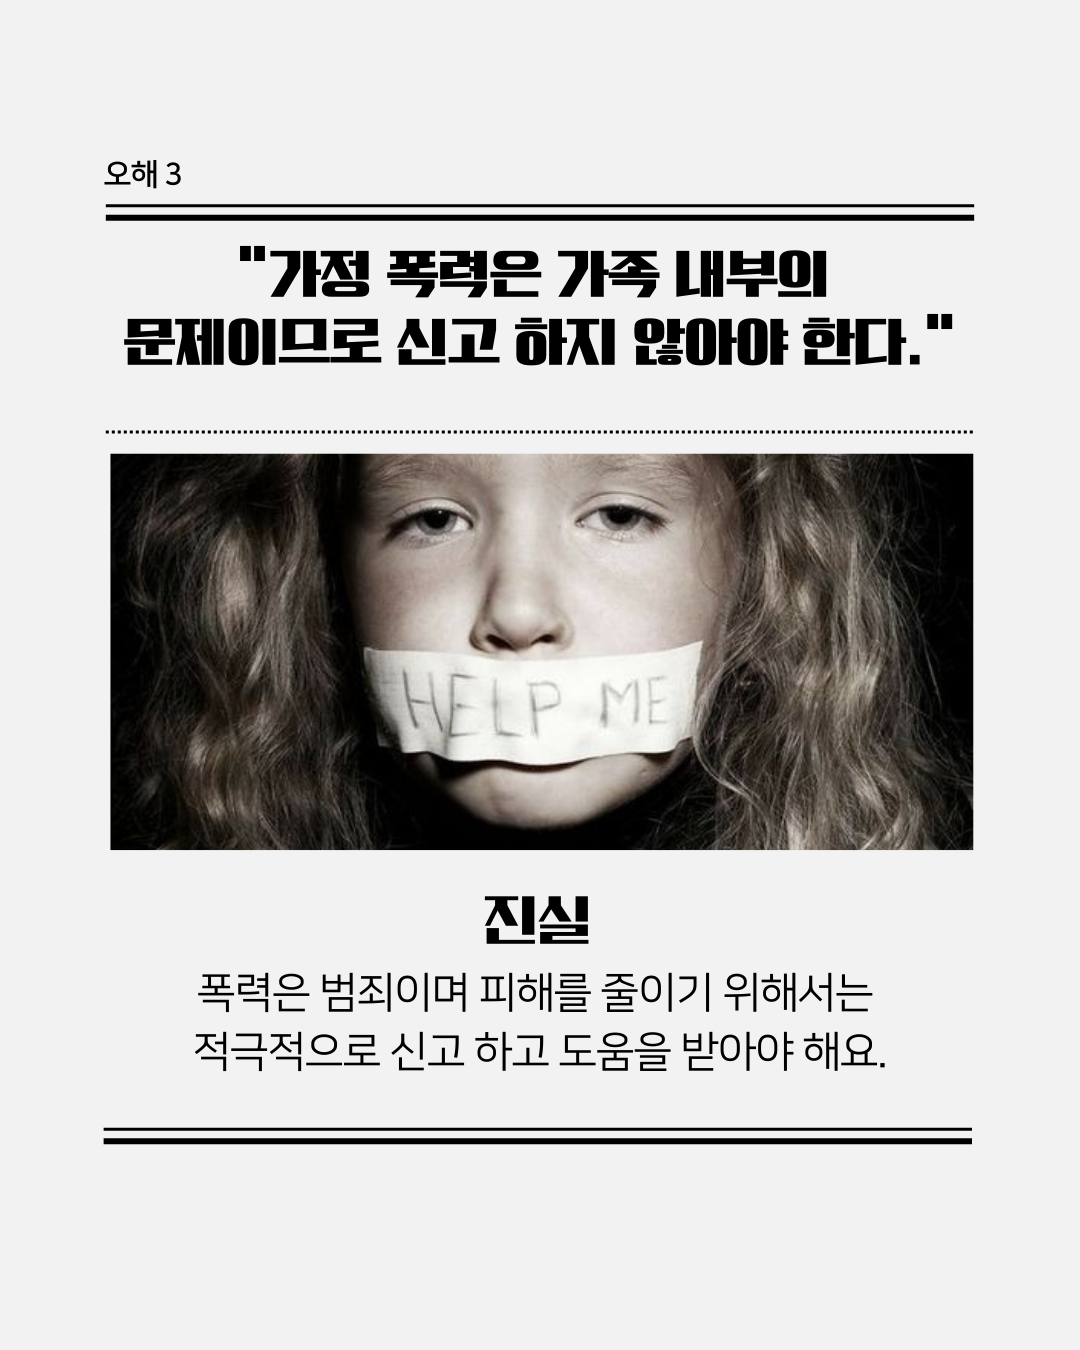 오해 3
"가정 폭력은 가족 내부의
문제이므로 신고 하지 않아야 한다."
HELP ME
진실
폭력은 범죄이며 피해를 줄이기 위해서는
적극적으로 신고 하고 도움을 받아야 해요.